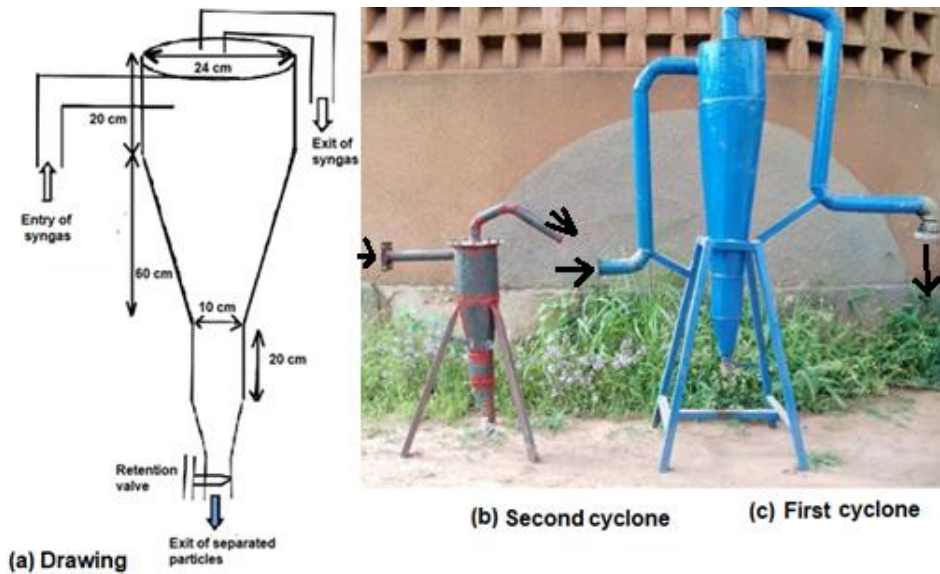 24 cm
20 cm
Exit of
syngas
Entry of
syngas
60 cm
10 cm
20 cm
Retention
valve
Exit of separated
particles
(a) Drawing
(b) Second cyclone
(c) First cyclone